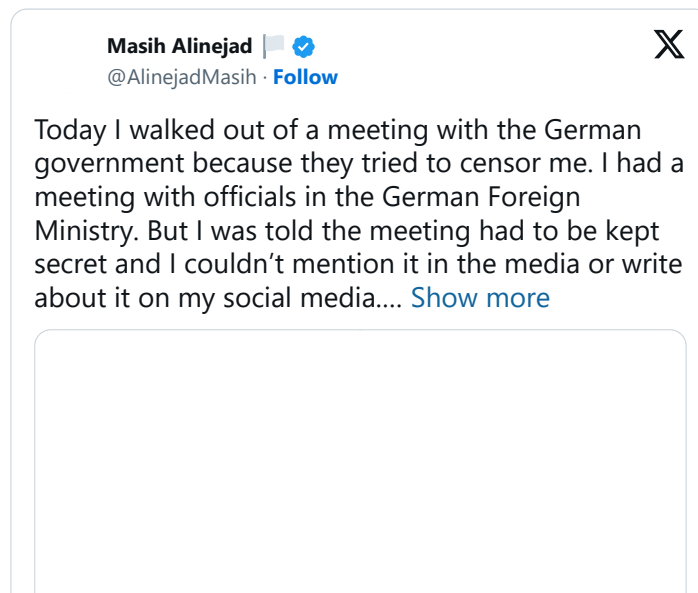 Masih Alinejad
@AlinejadMasih · Follow
Today I walked out of a meeting with the German
government because they tried to censor me. I had a
meeting with officials in the German Foreign
Ministry. But I was told the meeting had to be kept
secret and I couldn’t mention it in the media or write
about it on my social media.... Show more